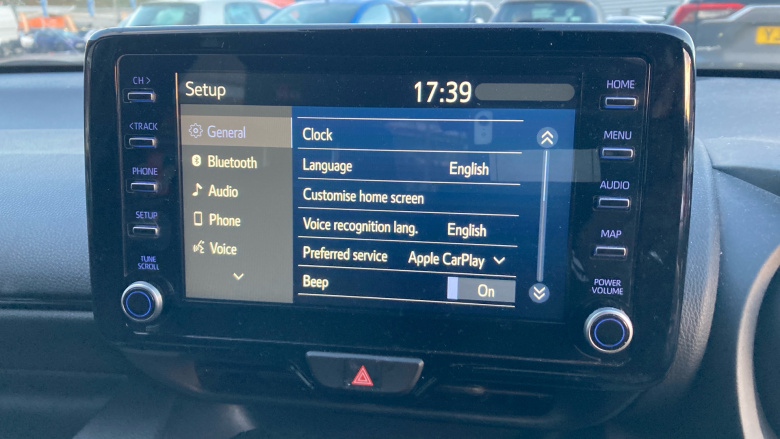 CH >
< TRACK
PHONE
SETUP
TUNE
SCROLL
Setup 17:39
General
Bluetooth
Audio
Phone
Voice
Clock
Language English
Customise home screen
Voice recognition lang. English
Preferred service Apple CarPlay
Beep On
HOME
MENU
AUDIO
MAP
POWER
VOLUME